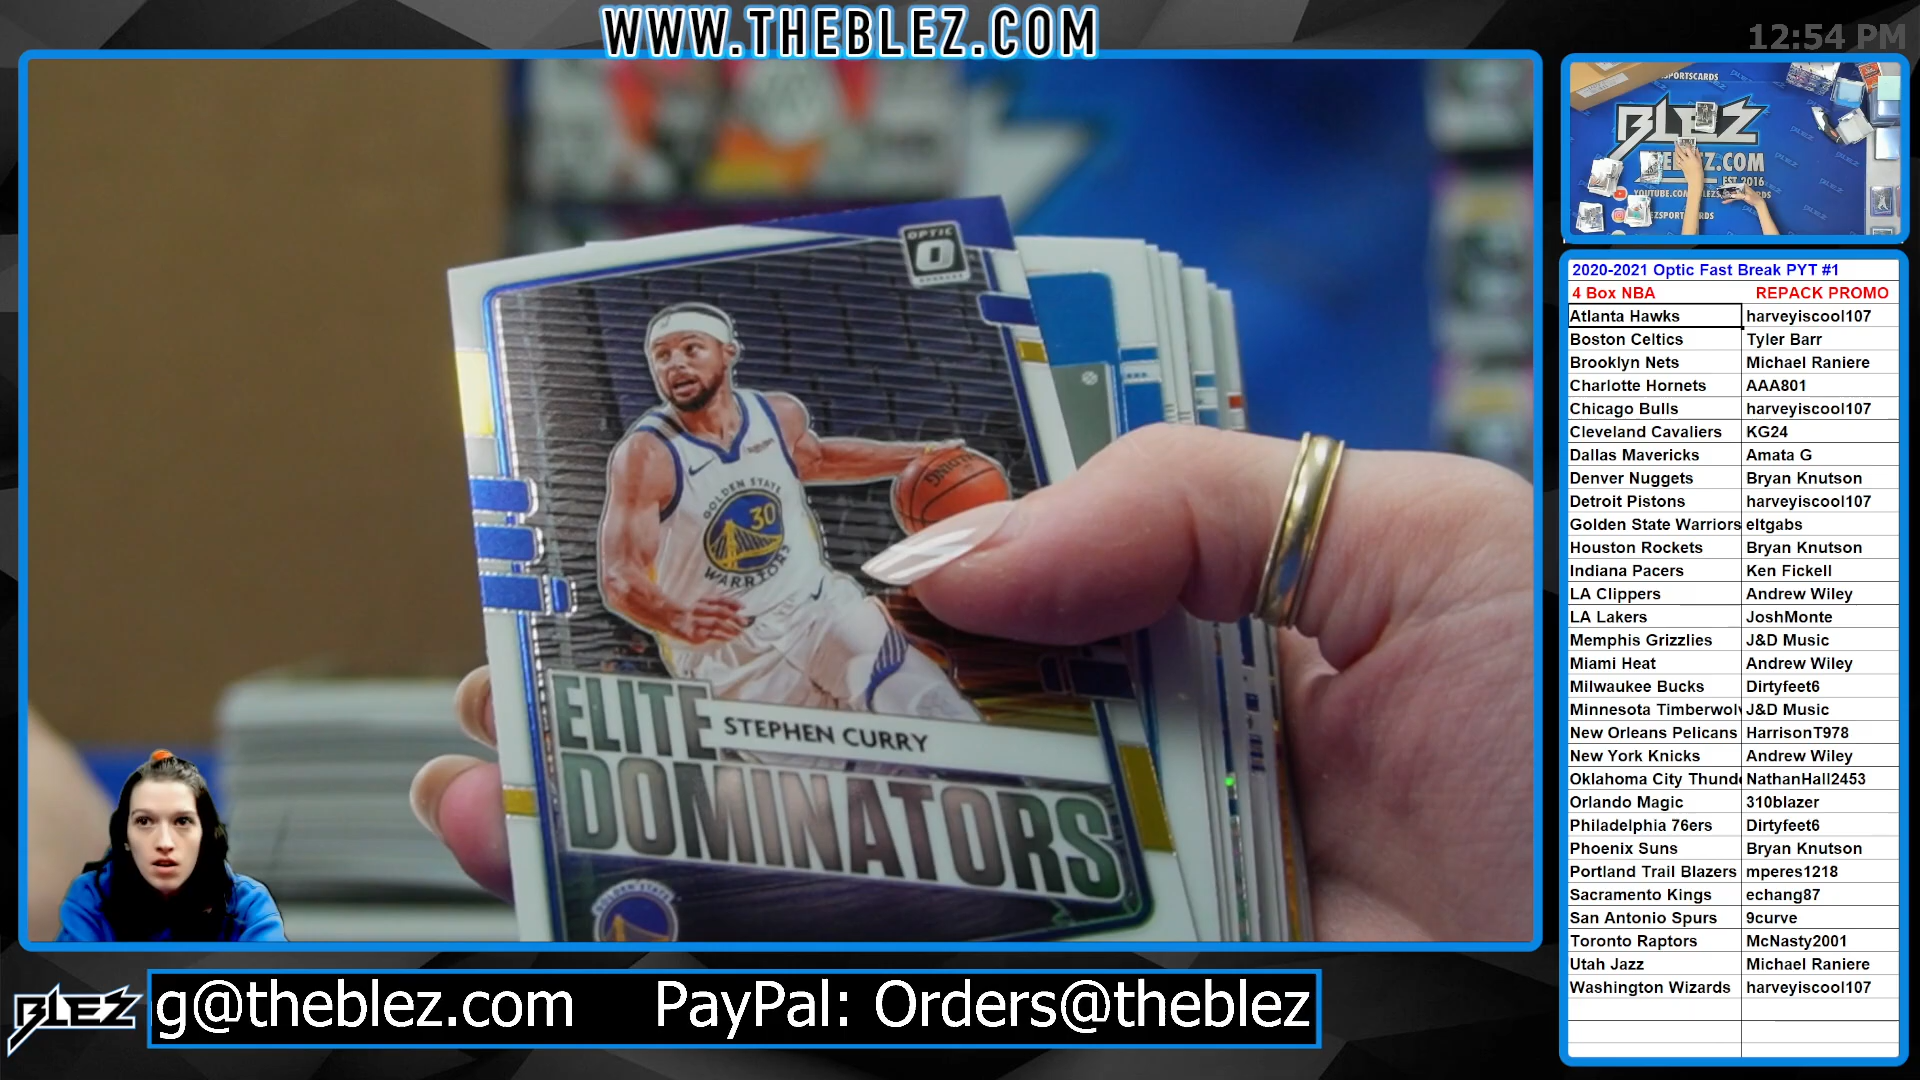 WWW.THEBLEZ.COM
12:54 PM
OPTIC
SPALDING
GOLDEN STATE
30
WARRIORS
ELITE
STEPHEN CURRY
DOMINATORS
GOLDEN STATE
BLEZ
EST. 2016
2020-2021 Optic Fast Break PYT #1
4 Box NBA REPACK PROMO
Atlanta Hawks harveyiscool107
Boston Celtics Tyler Barr
Brooklyn Nets Michael Raniere
Charlotte Hornets AAA801
Chicago Bulls harveyiscool107
Cleveland Cavaliers KG24
Dallas Mavericks Amata G
Denver Nuggets Bryan Knutson
Detroit Pistons harveyiscool107
Golden State Warriors eltgabs
Houston Rockets Bryan Knutson
Indiana Pacers Ken Fickell
LA Clippers Andrew Wiley
LA Lakers JoshMonte
Memphis Grizzlies J&D Music
Miami Heat Andrew Wiley
Milwaukee Bucks Dirtyfeet6
Minnesota Timberwolv J&D Music
New Orleans Pelicans HarrisonT978
New York Knicks Andrew Wiley
Oklahoma City Thunde NathanHall2453
Orlando Magic 310blazer
Philadelphia 76ers Dirtyfeet6
Phoenix Suns Bryan Knutson
Portland Trail Blazers mperes1218
Sacramento Kings echang87
San Antonio Spurs 9curve
Toronto Raptors McNasty2001
Utah Jazz Michael Raniere
Washington Wizards harveyiscool107
BLEZ
g@theblez.com PayPal: Orders@theblez